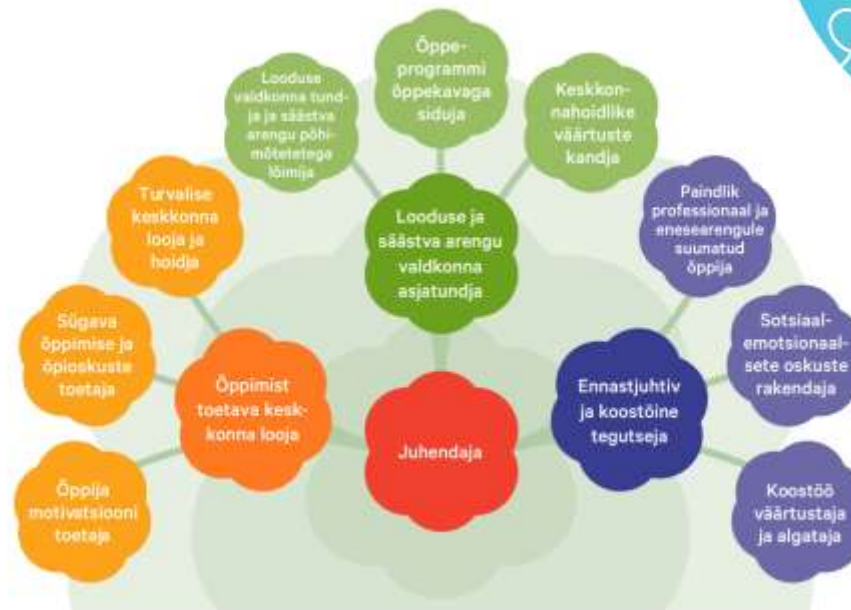 Õppe-
programmi
õppekavaga
siduja
Looduse
valdkonna tund-
ja ja säästva
arengu põhi-
mõtetetega
lõimija
Keskkon-
nahoidlike
väärtuste
kandja
Turvalise
keskkonna
looja ja
hoidja
Looduse ja
säästva arengu
valdkonna
asjatundja
Paindlik
professionaal ja
enesearengule
suunatud
õppija
Sügava
õppimise ja
õpioskuste
toetaja
Sotsiaal-
emotsionaal-
sete oskuste
rakendaja
Õppimist
toetava kesk-
konna looja
Ennastjuhtiv
ja koostöine
tegutseja
Juhendaja
Õppija
motivatsiooni
toetaja
Koostöö
väärtustaja
ja algataja